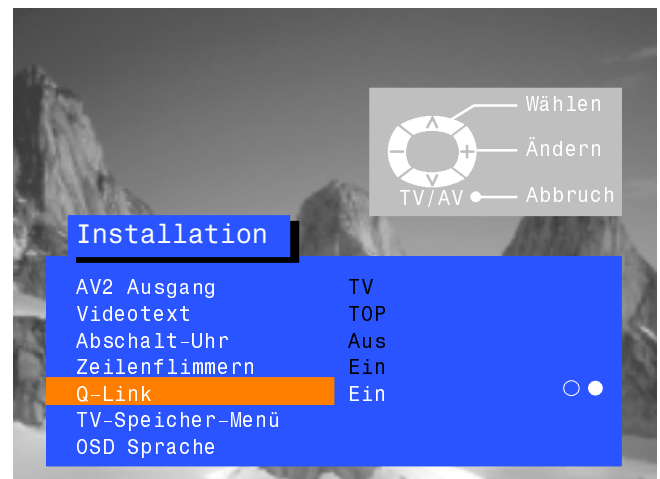 Wählen
Ändern
TV/AV Abbruch
Installation
AV2 Ausgang TV
Videotext TOP
Abschalt-Uhr Aus
Zeilenflimmern Ein
Q-Link Ein
TV-Speicher-Menü
OSD Sprache